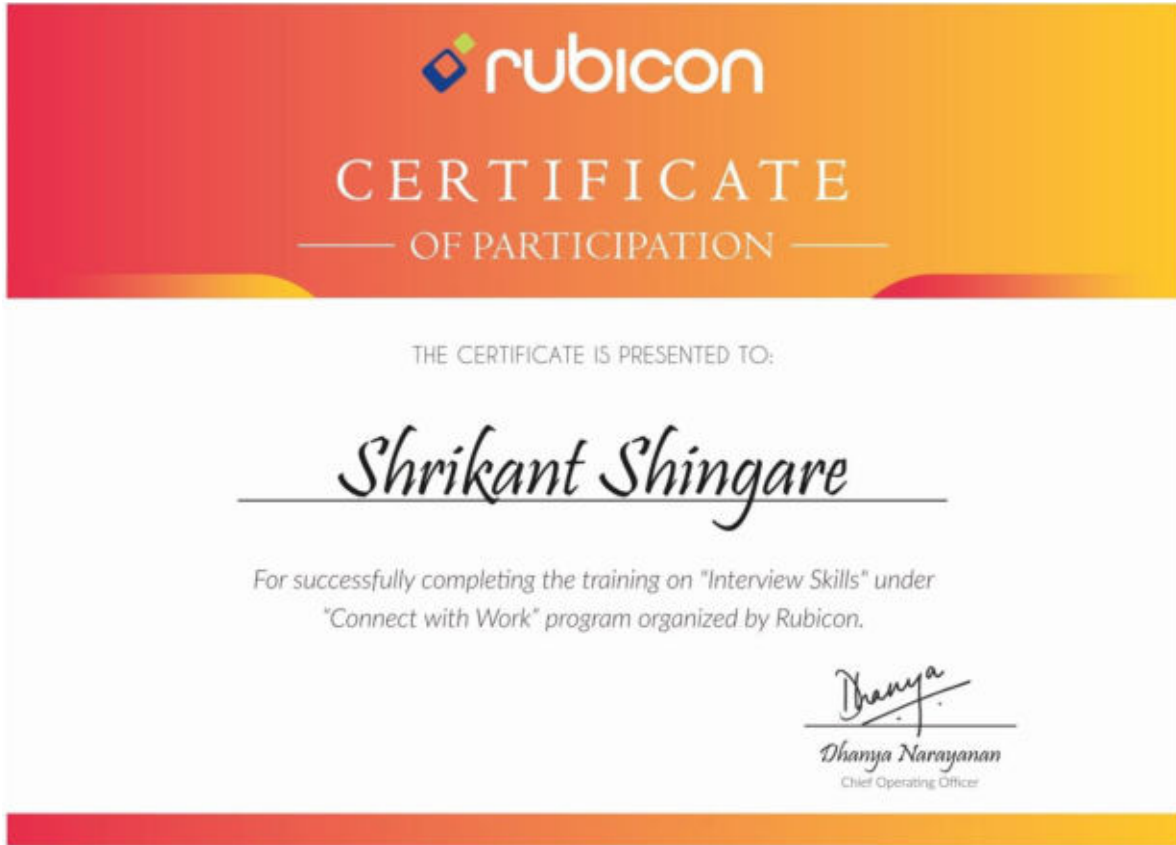 rubicon
CERTIFICATE
OF PARTICIPATION
THE CERTIFICATE IS PRESENTED TO:
Shrikant Shingare
For successfully completing the training on "Interview Skills" under
"Connect with Work" program organized by Rubicon.
Dhanya
Dhanya Narayanan
Chief Operating Officer